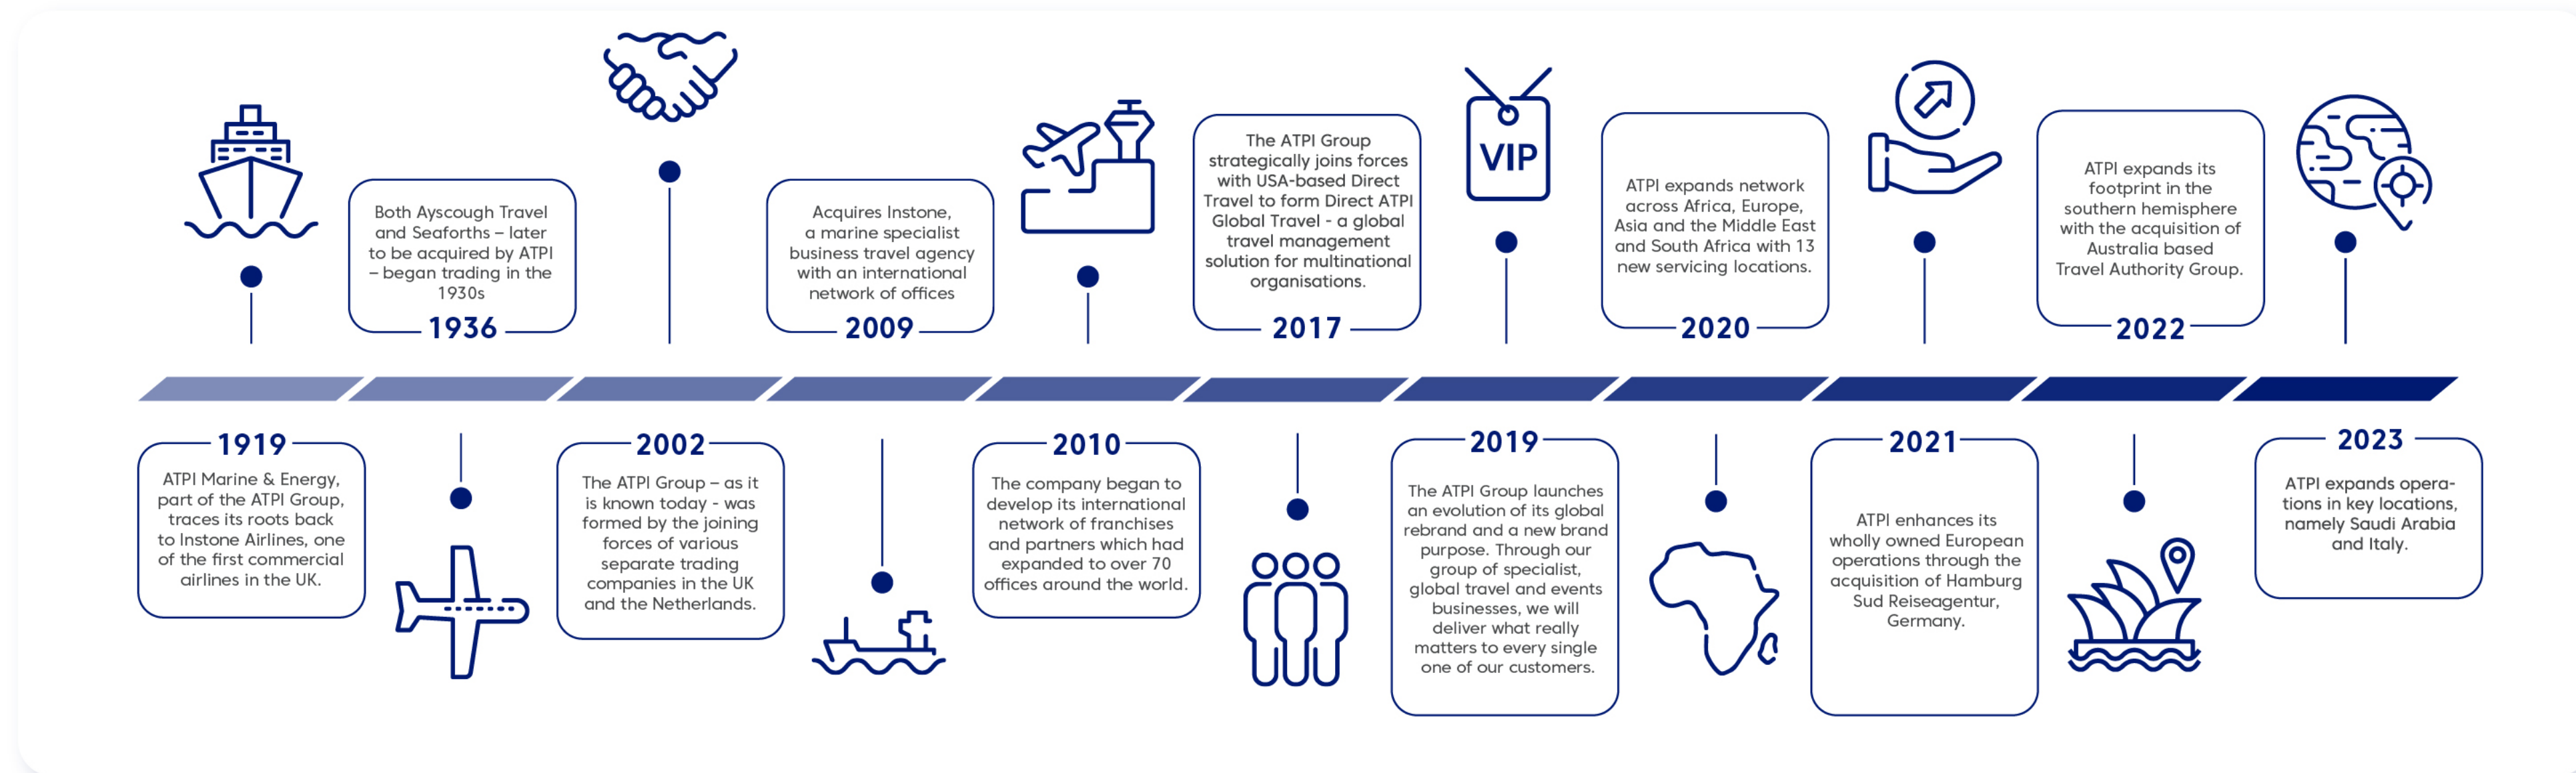 1919
ATPI Marine & Energy,
part of the ATPI Group,
traces its roots back
to Instone Airlines, one
of the first commercial
airlines in the UK.
Both Ayscough Travel
and Seaforths – later
to be acquired by ATPI
– began trading in the
1930s
1936
2002
The ATPI Group – as it
is known today - was
formed by the joining
forces of various
separate trading
companies in the UK
and the Netherlands.
Acquires Instone,
a marine specialist
business travel agency
with an international
network of offices
2009
2010
The company began to
develop its international
network of franchises
and partners which had
expanded to over 70
offices around the world.
The ATPI Group
strategically joins forces
with USA-based Direct
Travel to form Direct ATPI
Global Travel - a global
travel management
solution for multinational
organisations.
2017
VIP
2019
The ATPI Group launches
an evolution of its global
rebrand and a new brand
purpose. Through our
group of specialist,
global travel and events
businesses, we will
deliver what really
matters to every single
one of our customers.
ATPI expands network
across Africa, Europe,
Asia and the Middle East
and South Africa with 13
new servicing locations.
2020
2021
ATPI enhances its
wholly owned European
operations through the
acquisition of Hamburg
Sud Reiseagentur,
Germany.
ATPI expands its
footprint in the
southern hemisphere
with the acquisition of
Australia based
Travel Authority Group.
2022
2023
ATPI expands opera-
tions in key locations,
namely Saudi Arabia
and Italy.